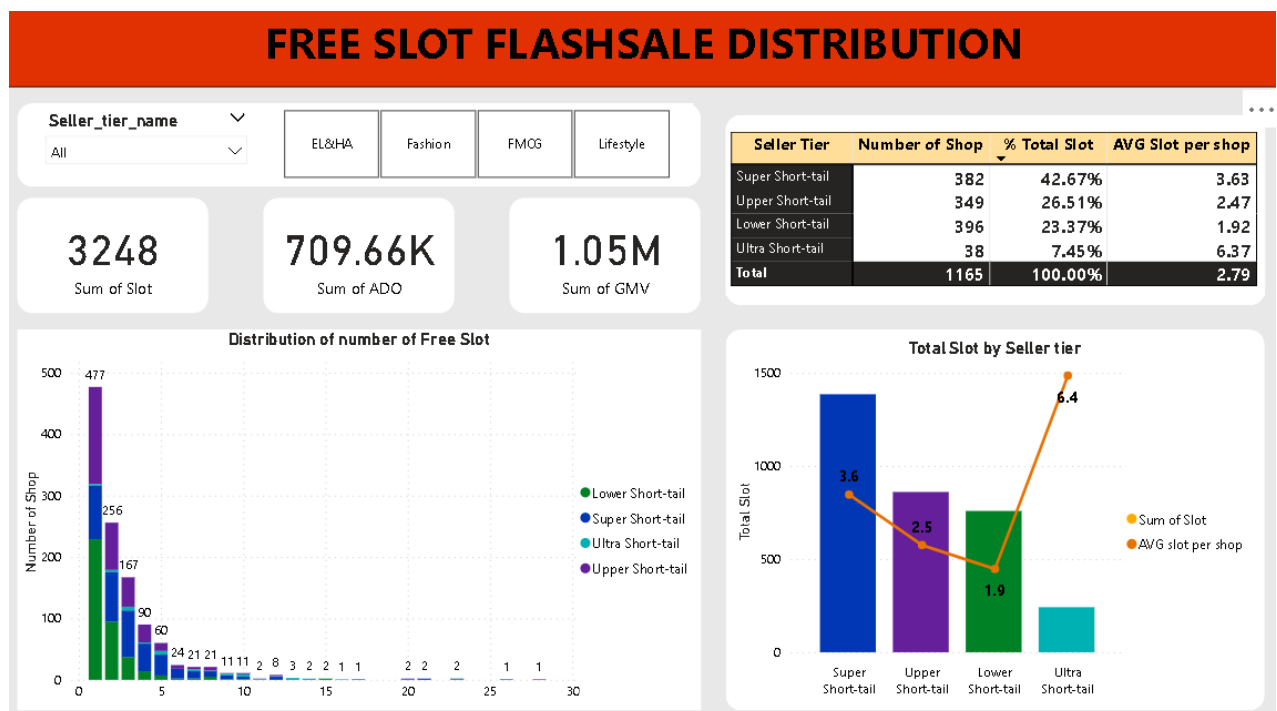 FREE SLOT FLASHSALE DISTRIBUTION
Seller_tier_name
All
EL&HA
Fashion
FMCG
Lifestyle
3248
Sum of Slot
709.66K
Sum of ADO
1.05M
Sum of GMV
Seller Tier Number of Shop % Total Slot AVG Slot per shop
Super Short-tail 382 42.67% 3.63
Upper Short-tail 349 26.51% 2.47
Lower Short-tail 396 23.37% 1.92
Ultra Short-tail 38 7.45% 6.37
Total 1165 100.00% 2.79
Distribution of number of Free Slot
Number of Shop
500
400
300
200
100
0
477
256
167
90
60
24 21 21 11 11 2 8 3 2 2 1 1 2 2 2 1 1
0 5 10 15 20 25 30
Lower Short-tail
Super Short-tail
Ultra Short-tail
Upper Short-tail
Total Slot by Seller tier
Total Slot
1500
1000
500
0
3.6
2.5
1.9
6.4
Super Short-tail
Upper Short-tail
Lower Short-tail
Ultra Short-tail
Sum of Slot
AVG slot per shop